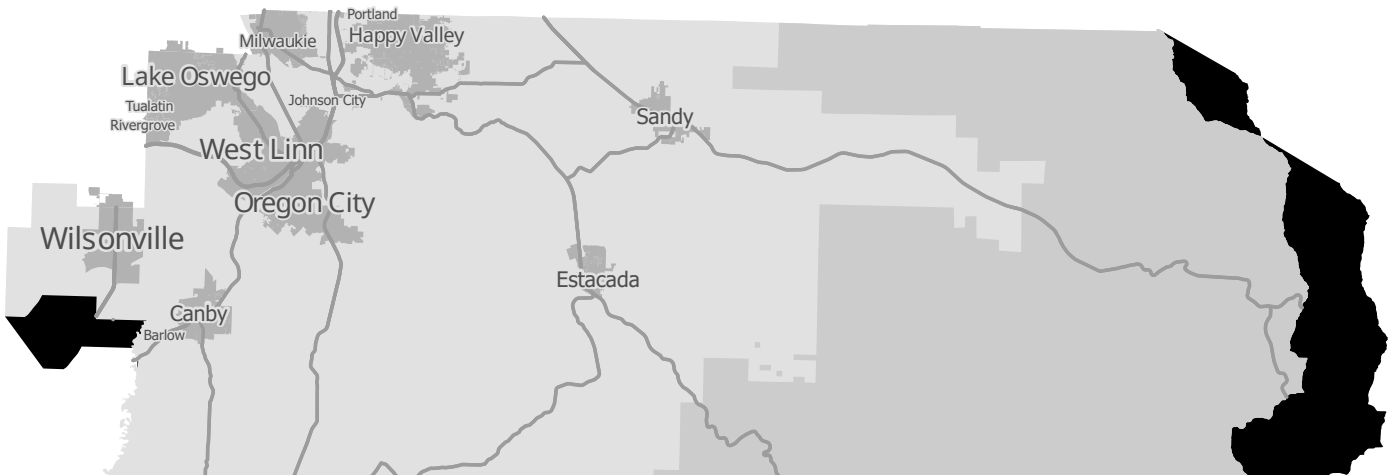 Portland
Milwaukie
Happy Valley
Lake Oswego
Johnson City
Tualatin
Rivergrove
Sandy
West Linn
Oregon City
Wilsonville
Estacada
Canby
Barlow